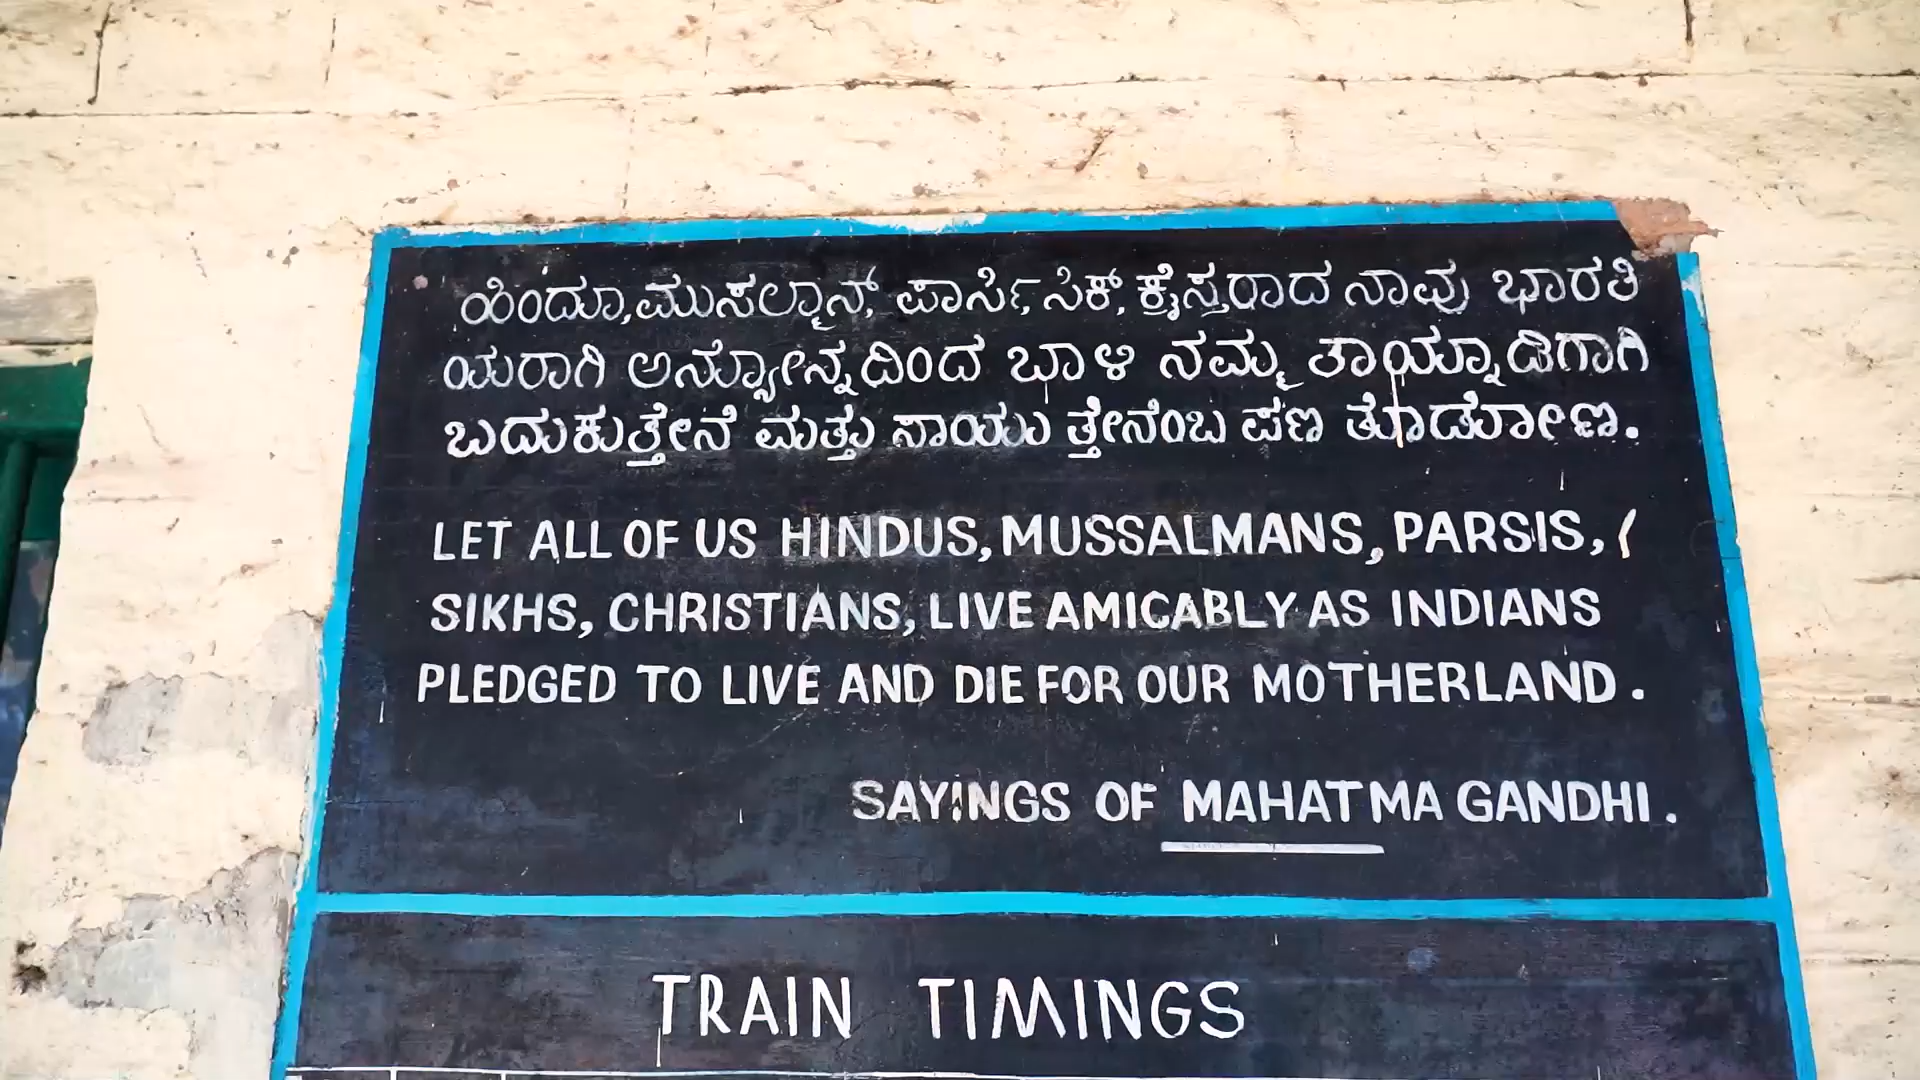 ಹಿಂದೂ, ಮುಸಲ್ಮಾನ್, ಪಾರ್ಸಿ, ಸಿಕ್, ಕ್ರೈಸ್ತರಾದ ನಾವು ಭಾರತಿ
ಯರಾಗಿ ಅನ್ಯೋನ್ನದಿಂದ ಬಾಳಿ ನಮ್ಮ ತಾಯ್ನಾಡಿಗಾಗಿ
ಬದುಕುತ್ತೇನೆ ಮತ್ತು ಸಾಯು ತ್ತೇನೆಂಬ ಪಣ ತೊಡೋಣ.
LET ALL OF US HINDUS, MUSSALMANS, PARSIS, (
SIKHS, CHRISTIANS, LIVE AMICABLY AS INDIANS
PLEDGED TO LIVE AND DIE FOR OUR MOTHERLAND.
SAYINGS OF MAHATMA GANDHI.
TRAIN TIMINGS